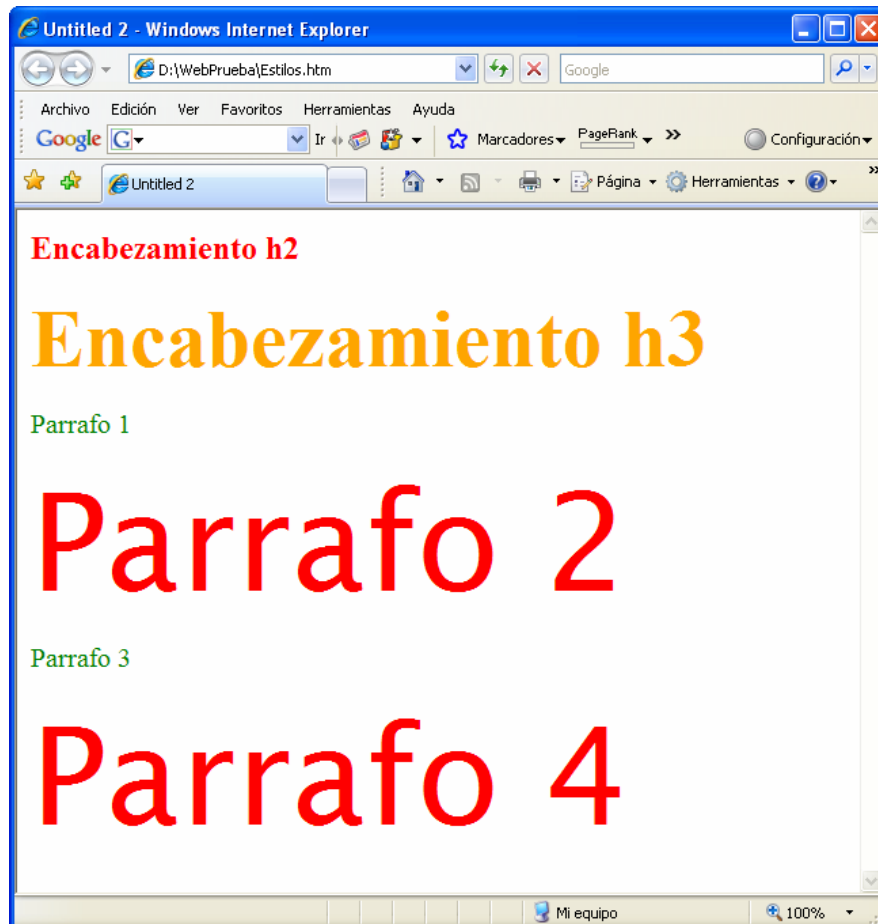 Untitled 2 - Windows Internet Explorer
D:\WebPrueba\Estilos.htm Google
Archivo Edición Ver Favoritos Herramientas Ayuda
Google G Ir Marcadores PageRank Configuración
Untitled 2 Página Herramientas
Encabezamiento h2
Encabezamiento h3
Parrafo 1
Parrafo 2
Parrafo 3
Parrafo 4
Mi equipo 100%